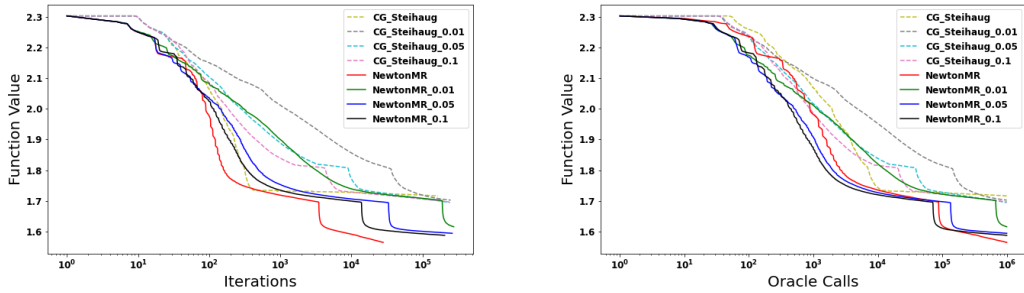 Function Value
2.3
2.2
2.1
2.0
1.9
1.8
1.7
1.6
10^0
10^1
10^2
10^3
10^4
10^5
Iterations
CG_Steihaug
CG_Steihaug_0.01
CG_Steihaug_0.05
CG_Steihaug_0.1
NewtonMR
NewtonMR_0.01
NewtonMR_0.05
NewtonMR_0.1
Function Value
2.3
2.2
2.1
2.0
1.9
1.8
1.7
1.6
10^0
10^1
10^2
10^3
10^4
10^5
10^6
Oracle Calls
CG_Steihaug
CG_Steihaug_0.01
CG_Steihaug_0.05
CG_Steihaug_0.1
NewtonMR
NewtonMR_0.01
NewtonMR_0.05
NewtonMR_0.1